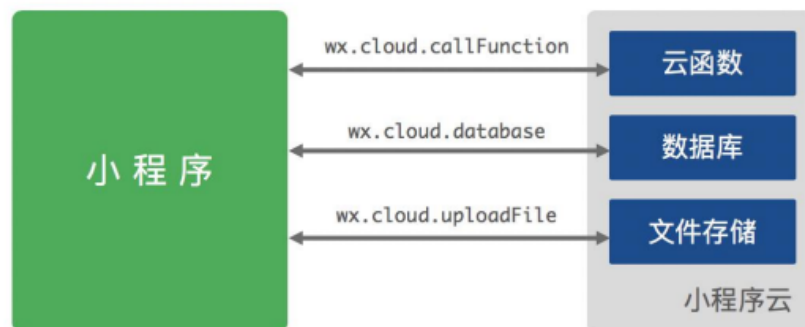 wx.cloud.callFunction
云函数
wx.cloud.database
数据库
小程序
wx.cloud.uploadFile
文件存储
小程序云